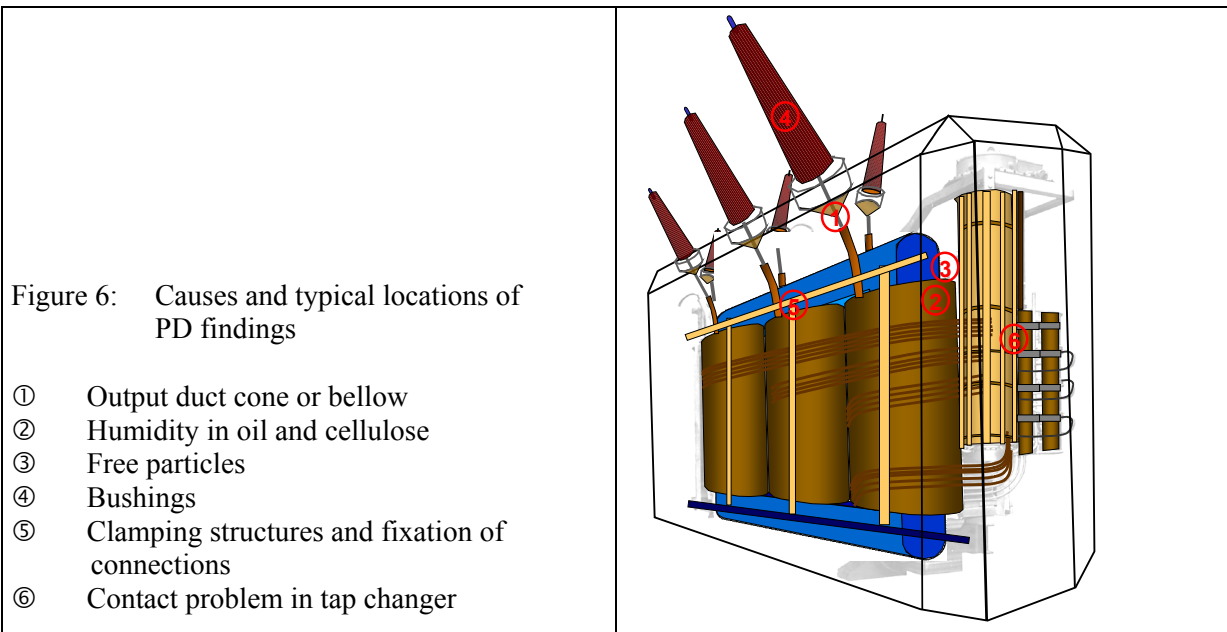 Figure 6: Causes and typical locations of
PD findings
① Output duct cone or bellow
② Humidity in oil and cellulose
③ Free particles
④ Bushings
⑤ Clamping structures and fixation of
connections
⑥ Contact problem in tap changer
④
①
③
②
⑤
⑥